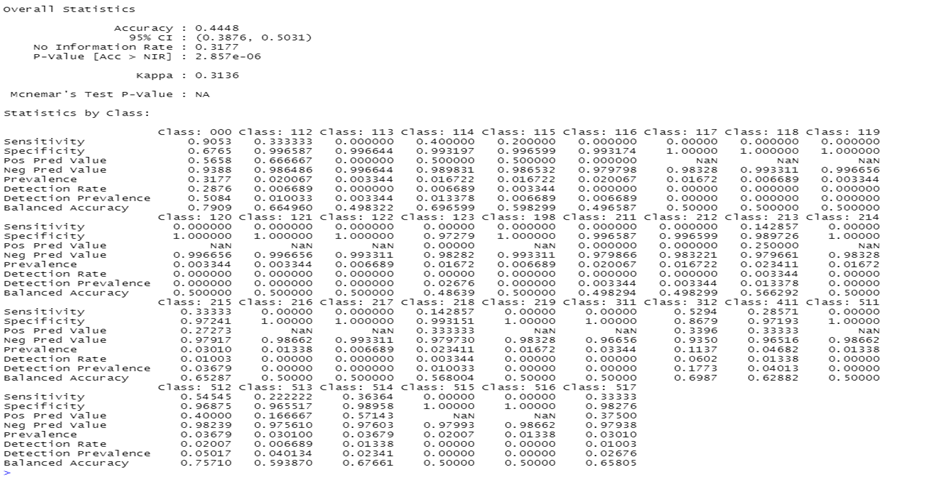 Overall Statistics
Accuracy : 0.4448
95% CI : (0.3876, 0.5031)
No Information Rate : 0.3177
P-Value [Acc > NIR] : 2.857e-06
Kappa : 0.3136
Mcnemar's Test P-Value : NA
Statistics by Class:
Class: 000 Class: 112 Class: 113 Class: 114 Class: 115 Class: 116 Class: 117 Class: 118 Class: 119
Sensitivity 0.9053 0.333333 0.000000 0.400000 0.200000 0.000000 0.00000 0.000000 0.000000
Specificity 0.6765 0.996587 0.996644 0.993197 0.996599 0.993174 1.00000 1.000000 1.000000
Pos Pred Value 0.5658 0.666667 0.000000 0.500000 0.500000 0.000000 NaN NaN NaN
Neg Pred Value 0.9388 0.986486 0.996644 0.989831 0.986532 0.979798 0.98328 0.993311 0.996656
Prevalence 0.3177 0.020067 0.003344 0.016722 0.016722 0.020067 0.01672 0.006689 0.003344
Detection Rate 0.2876 0.006689 0.000000 0.006689 0.003344 0.000000 0.00000 0.000000 0.000000
Detection Prevalence 0.5084 0.010033 0.003344 0.013378 0.006689 0.006689 0.00000 0.000000 0.000000
Balanced Accuracy 0.7909 0.664960 0.498322 0.696599 0.598299 0.496587 0.50000 0.500000 0.500000
Class: 120 Class: 121 Class: 122 Class: 123 Class: 198 Class: 211 Class: 212 Class: 213 Class: 214
Sensitivity 0.000000 0.000000 0.000000 0.00000 0.000000 0.000000 0.000000 0.142857 0.00000
Specificity 1.000000 1.000000 1.000000 0.97279 1.000000 0.996587 0.996599 0.989726 1.00000
Pos Pred Value NaN NaN NaN 0.00000 NaN 0.000000 0.000000 0.250000 NaN
Neg Pred Value 0.996656 0.996656 0.993311 0.98282 0.993311 0.979866 0.983221 0.979661 0.98328
Prevalence 0.003344 0.003344 0.006689 0.01672 0.006689 0.020067 0.016722 0.023411 0.01672
Detection Rate 0.000000 0.000000 0.000000 0.00000 0.000000 0.000000 0.000000 0.003344 0.00000
Detection Prevalence 0.000000 0.000000 0.000000 0.02676 0.000000 0.003344 0.003344 0.013378 0.00000
Balanced Accuracy 0.500000 0.500000 0.500000 0.48639 0.500000 0.498294 0.498299 0.566292 0.50000
Class: 215 Class: 216 Class: 217 Class: 218 Class: 219 Class: 311 Class: 312 Class: 411 Class: 511
Sensitivity 0.33333 0.00000 0.000000 0.142857 0.00000 0.00000 0.5294 0.28571 0.00000
Specificity 0.97241 1.00000 1.000000 0.993151 1.00000 1.00000 0.8679 0.97193 1.00000
Pos Pred Value 0.27273 NaN NaN 0.333333 NaN NaN 0.3396 0.33333 NaN
Neg Pred Value 0.97917 0.98662 0.993311 0.979730 0.98328 0.96656 0.9350 0.96516 0.98662
Prevalence 0.03010 0.01338 0.006689 0.023411 0.01672 0.03344 0.1137 0.04682 0.01338
Detection Rate 0.01003 0.00000 0.000000 0.003344 0.00000 0.00000 0.0602 0.01338 0.00000
Detection Prevalence 0.03679 0.00000 0.000000 0.010033 0.00000 0.00000 0.1773 0.04013 0.00000
Balanced Accuracy 0.65287 0.50000 0.500000 0.568004 0.50000 0.50000 0.6987 0.62882 0.50000
Class: 512 Class: 513 Class: 514 Class: 515 Class: 516 Class: 517
Sensitivity 0.54545 0.222222 0.36364 0.00000 0.00000 0.33333
Specificity 0.96875 0.965517 0.98958 1.00000 1.00000 0.98276
Pos Pred Value 0.40000 0.166667 0.57143 NaN NaN 0.37500
Neg Pred Value 0.98239 0.975610 0.97603 0.97993 0.98662 0.97938
Prevalence 0.03679 0.030100 0.03679 0.02007 0.01338 0.03010
Detection Rate 0.02007 0.006689 0.01338 0.00000 0.00000 0.01003
Detection Prevalence 0.05017 0.040134 0.02341 0.00000 0.00000 0.02676
Balanced Accuracy 0.75710 0.593870 0.67661 0.50000 0.50000 0.65805
>